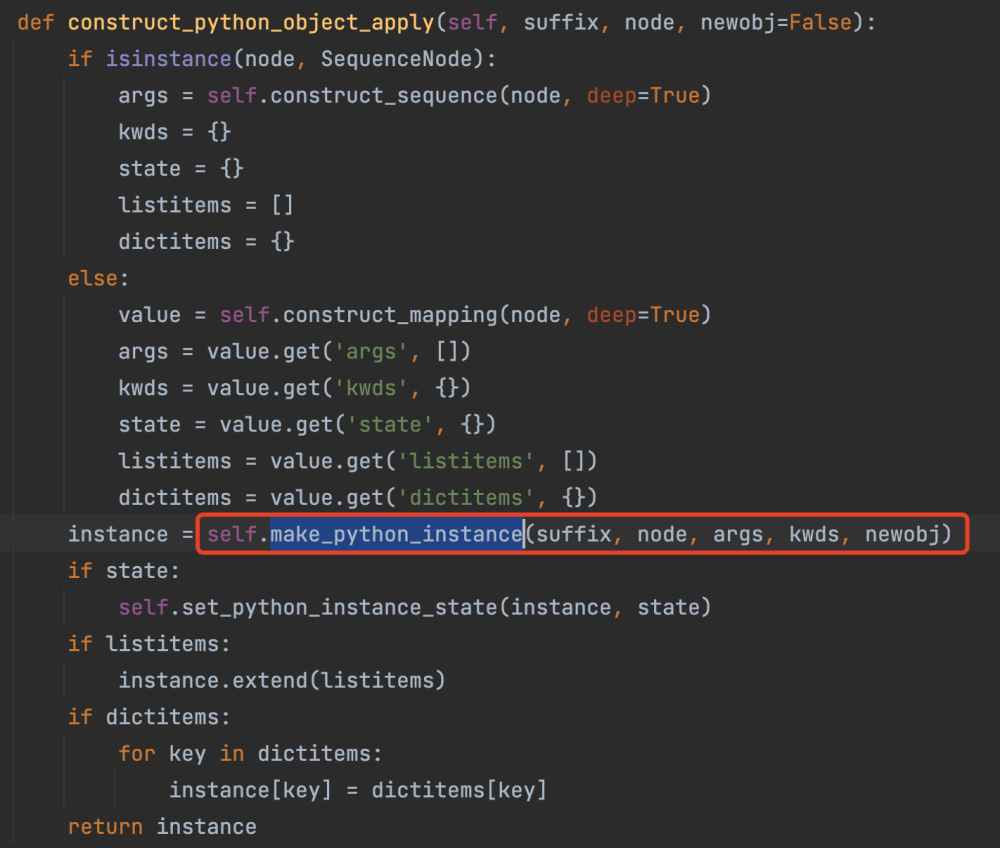 def construct_python_object_apply(self, suffix, node, newobj=False):
    if isinstance(node, SequenceNode):
        args = self.construct_sequence(node, deep=True)
        kwds = {}
        state = {}
        listitems = []
        dictitems = {}
    else:
        value = self.construct_mapping(node, deep=True)
        args = value.get('args', [])
        kwds = value.get('kwds', {})
        state = value.get('state', {})
        listitems = value.get('listitems', [])
        dictitems = value.get('dictitems', {})
    instance = self.make_python_instance(suffix, node, args, kwds, newobj)
    if state:
        self.set_python_instance_state(instance, state)
    if listitems:
        instance.extend(listitems)
    if dictitems:
        for key in dictitems:
            instance[key] = dictitems[key]
    return instance